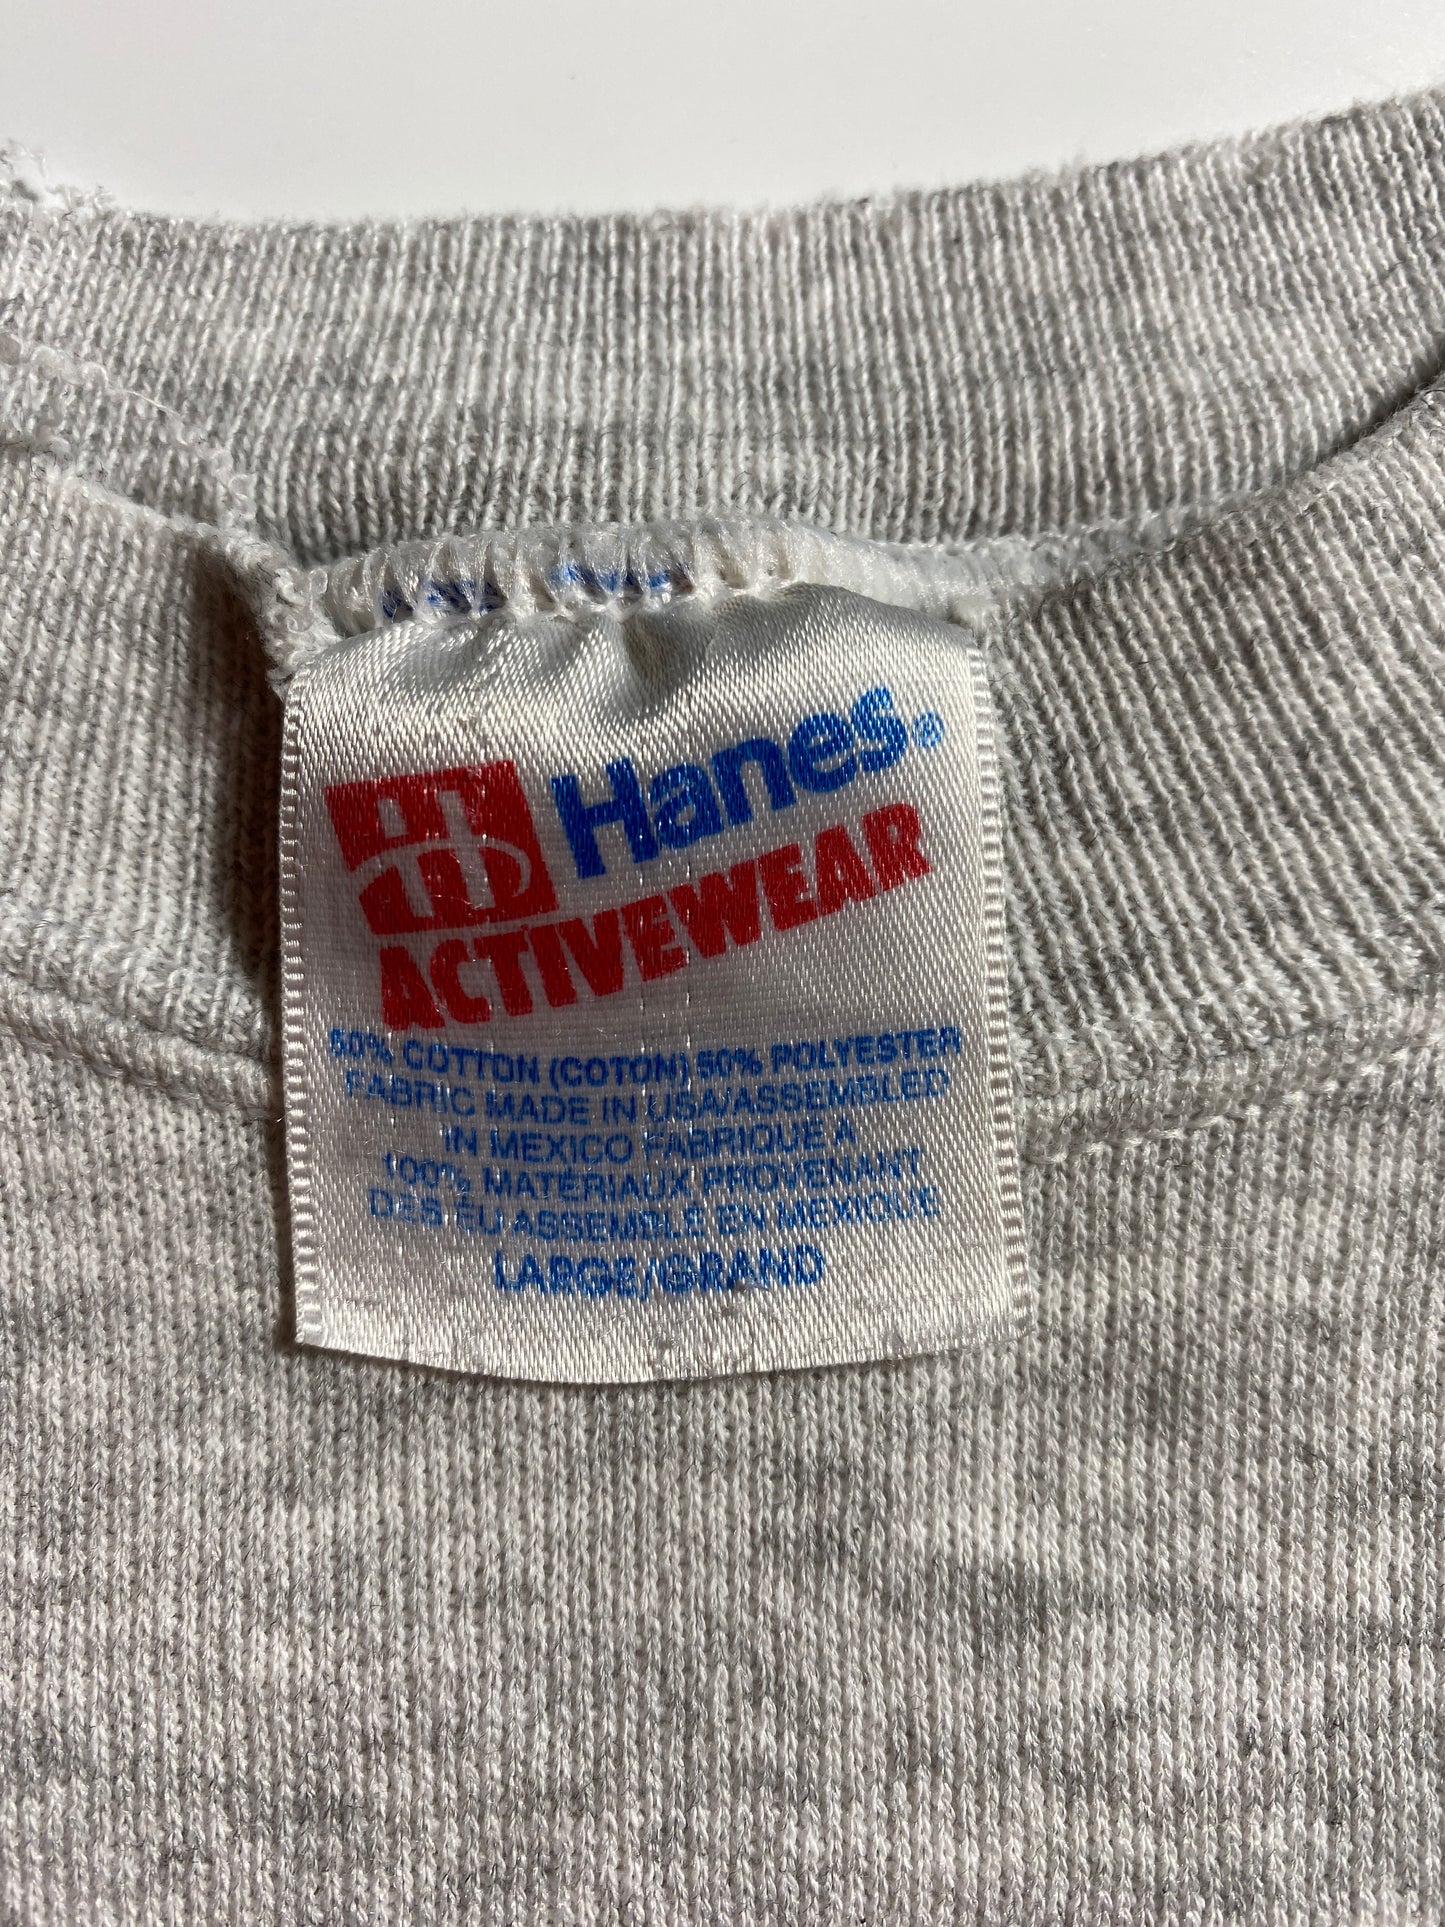 Hanes®
ACTIVEWEAR
50% COTTON (COTON) 50% POLYESTER
FABRIC MADE IN USA/ASSEMBLED
IN MEXICO FABRIQUE A
100% MATÉRIAUX PROVENANT
DES EU/ASSEMBLE EN MEXIQUE
LARGE/GRAND